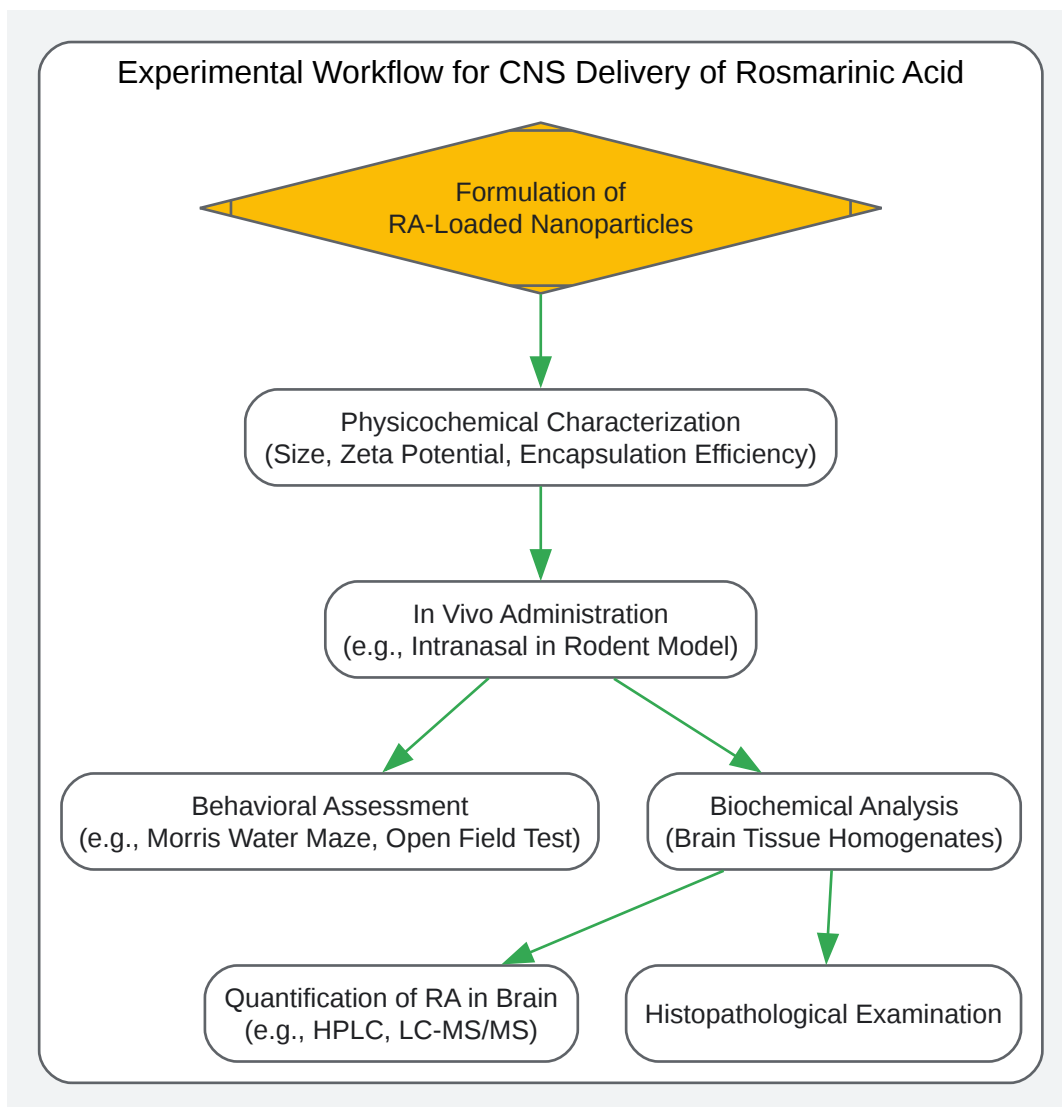 Experimental Workflow for CNS Delivery of Rosmarinic Acid
Formulation of
RA-Loaded Nanoparticles
Physicochemical Characterization
(Size, Zeta Potential, Encapsulation Efficiency)
In Vivo Administration
(e.g., Intranasal in Rodent Model)
Behavioral Assessment
(e.g., Morris Water Maze, Open Field Test)
Biochemical Analysis
(Brain Tissue Homogenates)
Quantification of RA in Brain
(e.g., HPLC, LC-MS/MS)
Histopathological Examination